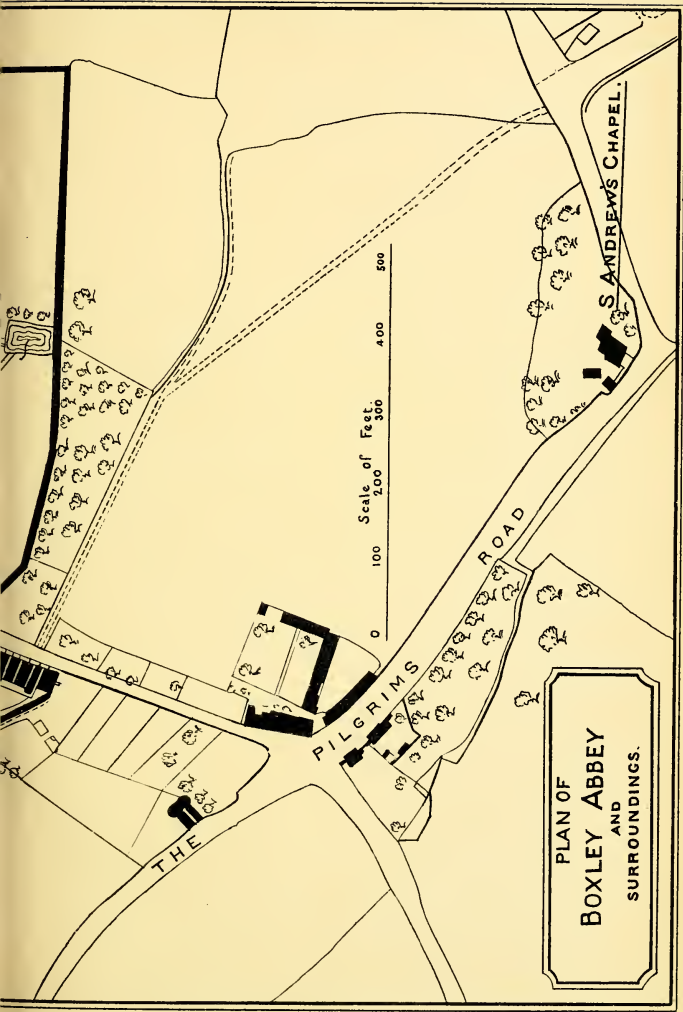 S ANDREW'S CHAPEL.
Scale of Feet.
0 100 200 300 400 500
THE PILGRIMS ROAD
PLAN OF
BOXLEY ABBEY
AND
SURROUNDINGS.